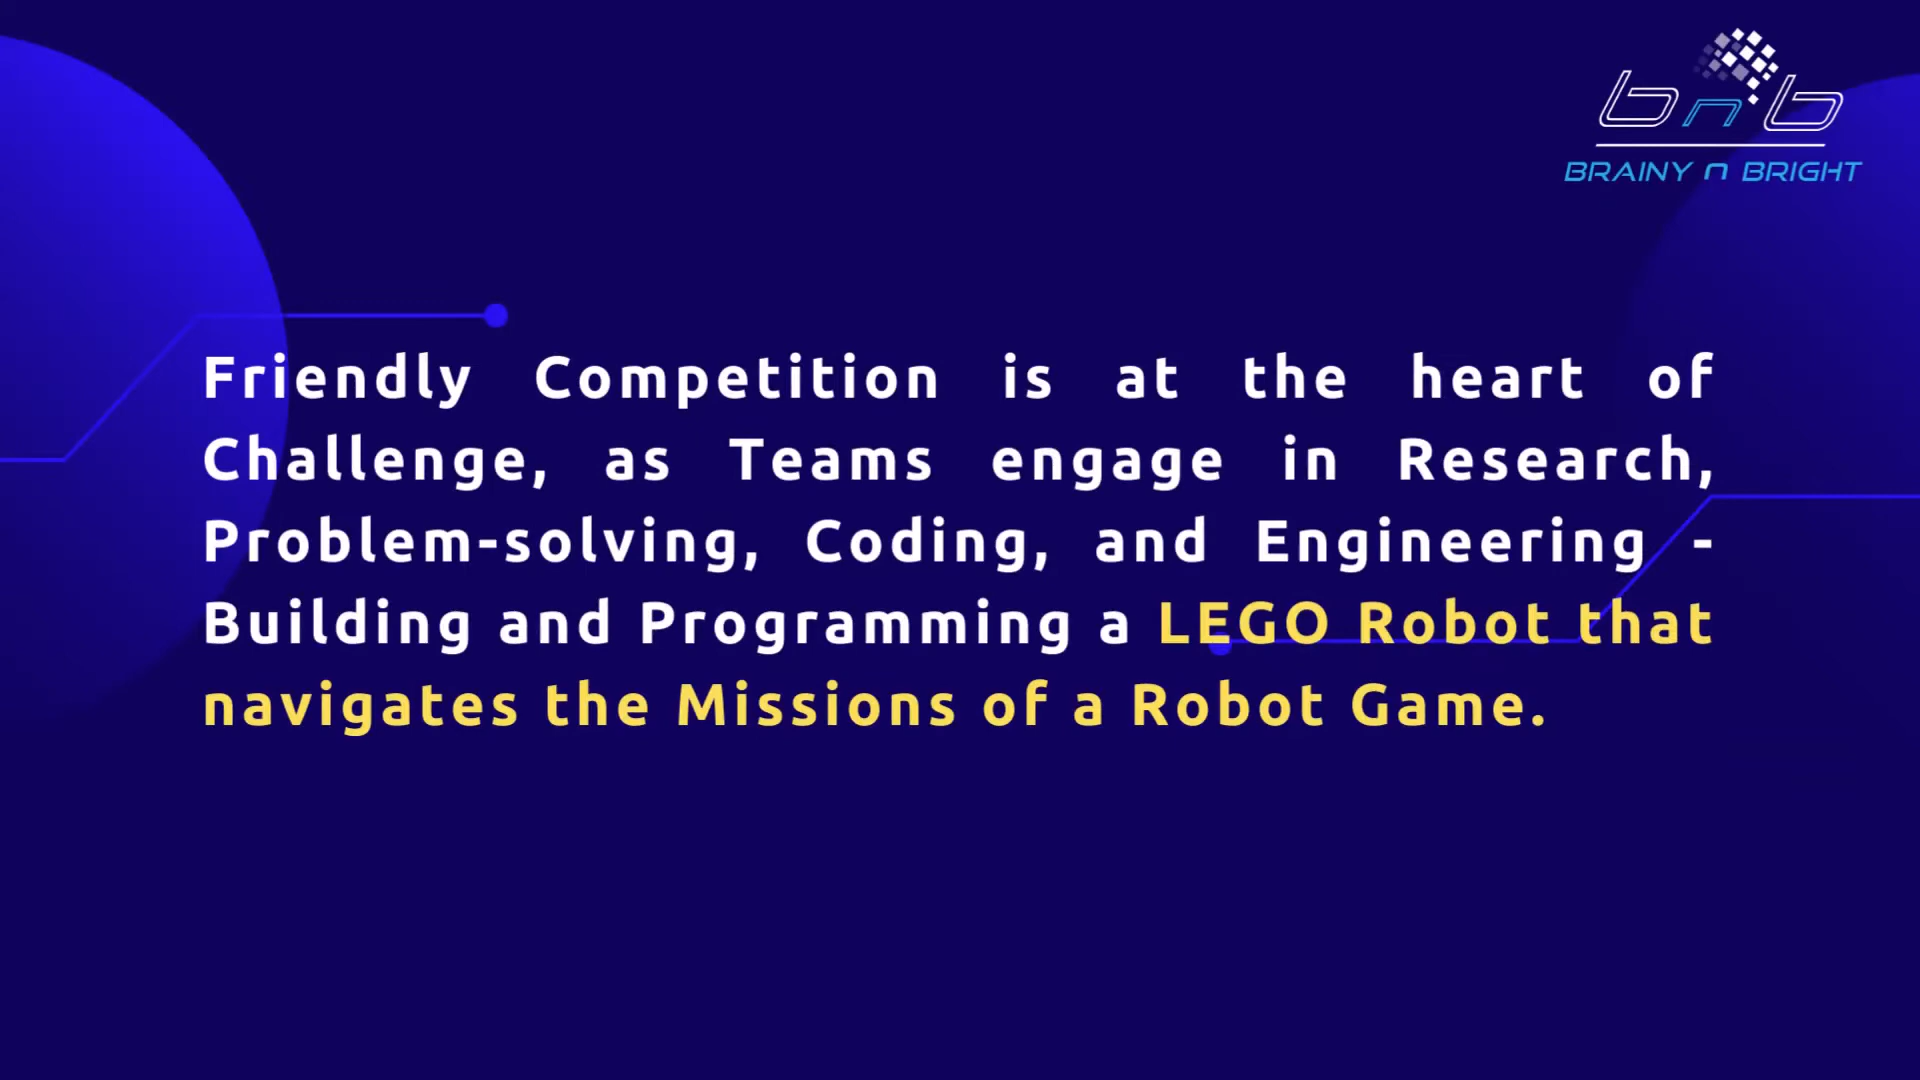 bnb
BRAINY n BRIGHT
Friendly Competition is at the heart of
Challenge, as Teams engage in Research,
Problem-solving, Coding, and Engineering -
Building and Programming a LEGO Robot that
navigates the Missions of a Robot Game.